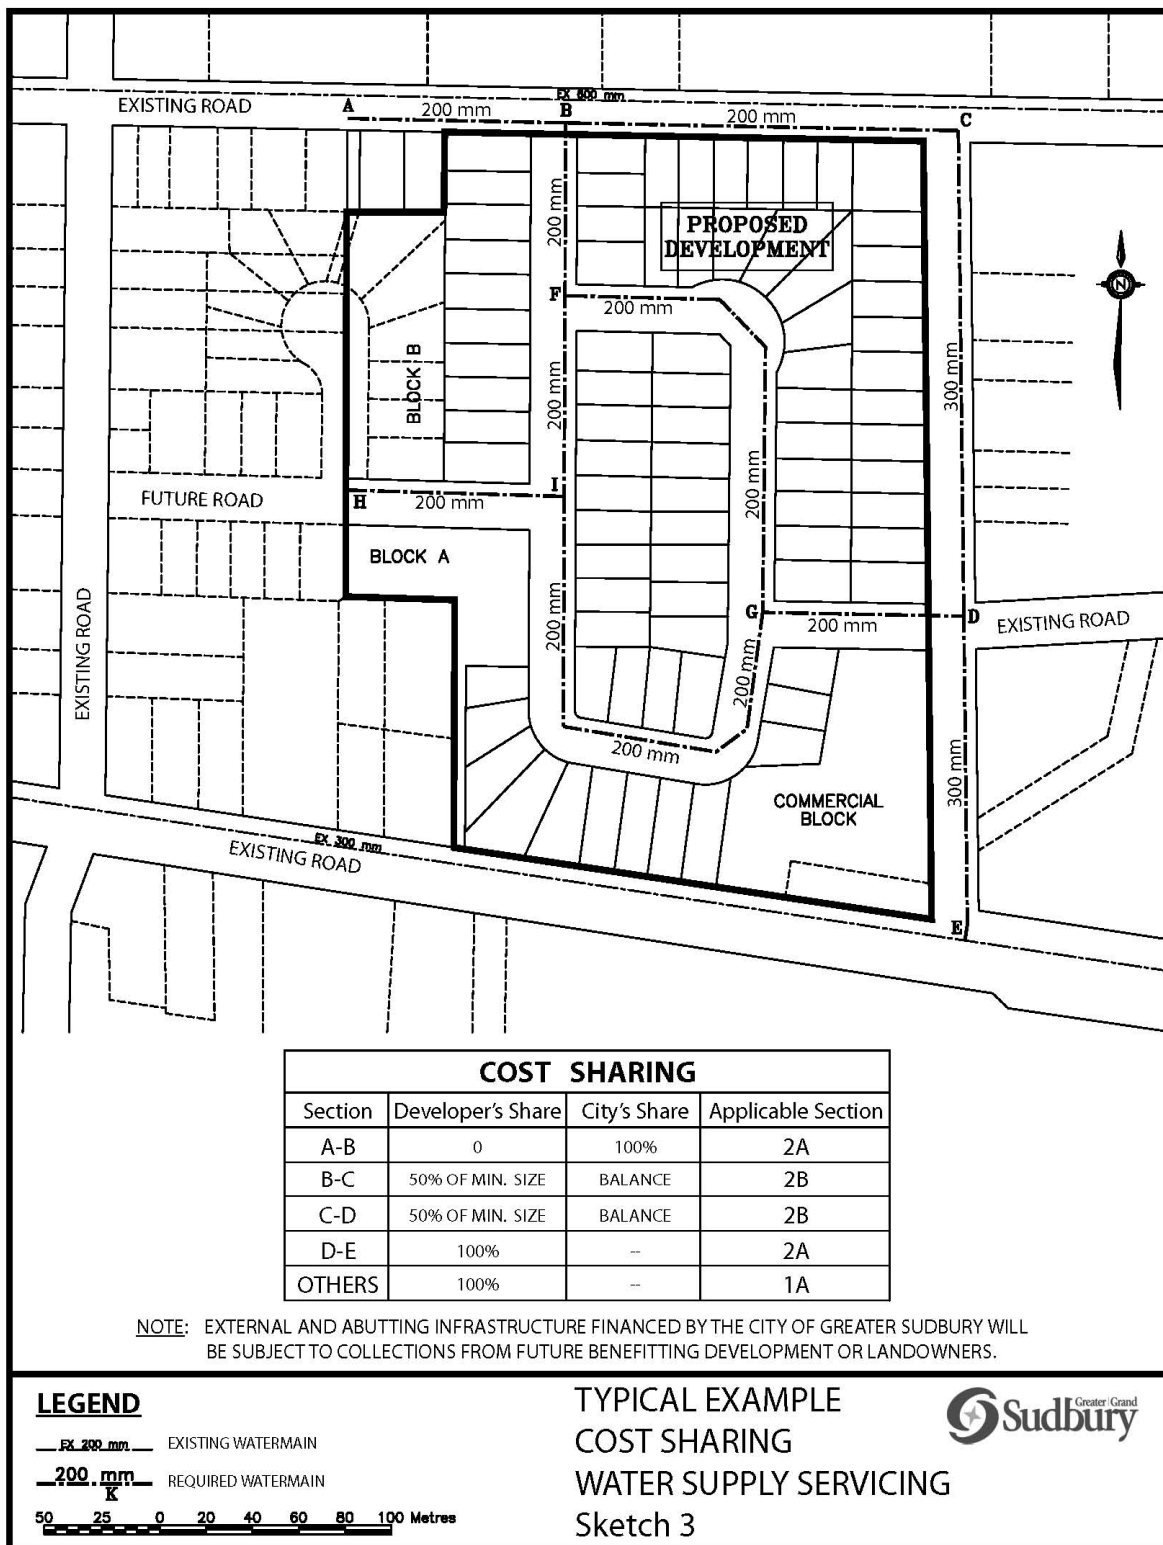 EX 600 mm
EXISTING ROAD
A
200 mm
B
200 mm
C
200 mm
PROPOSED
DEVELOPMENT
N
F
200 mm
BLOCK B
200 mm
300 mm
200 mm
H
200 mm
I
FUTURE ROAD
BLOCK A
200 mm
G
200 mm
D
EXISTING ROAD
EXISTING ROAD
200 mm
200 mm
300 mm
COMMERCIAL
BLOCK
EX 300 mm
EXISTING ROAD
E
COST SHARING
Section Developer's Share City's Share Applicable Section
A-B 0 100% 2A
B-C 50% OF MIN. SIZE BALANCE 2B
C-D 50% OF MIN. SIZE BALANCE 2B
D-E 100% -- 2A
OTHERS 100% -- 1A
NOTE: EXTERNAL AND ABUTTING INFRASTRUCTURE FINANCED BY THE CITY OF GREATER SUDBURY WILL
BE SUBJECT TO COLLECTIONS FROM FUTURE BENEFITTING DEVELOPMENT OR LANDOWNERS.
LEGEND
EX 200 mm EXISTING WATERMAIN
200 mm REQUIRED WATERMAIN
K
50 25 0 20 40 60 80 100 Metres
TYPICAL EXAMPLE
COST SHARING
WATER SUPPLY SERVICING
Sketch 3
Greater | Grand
Sudbury